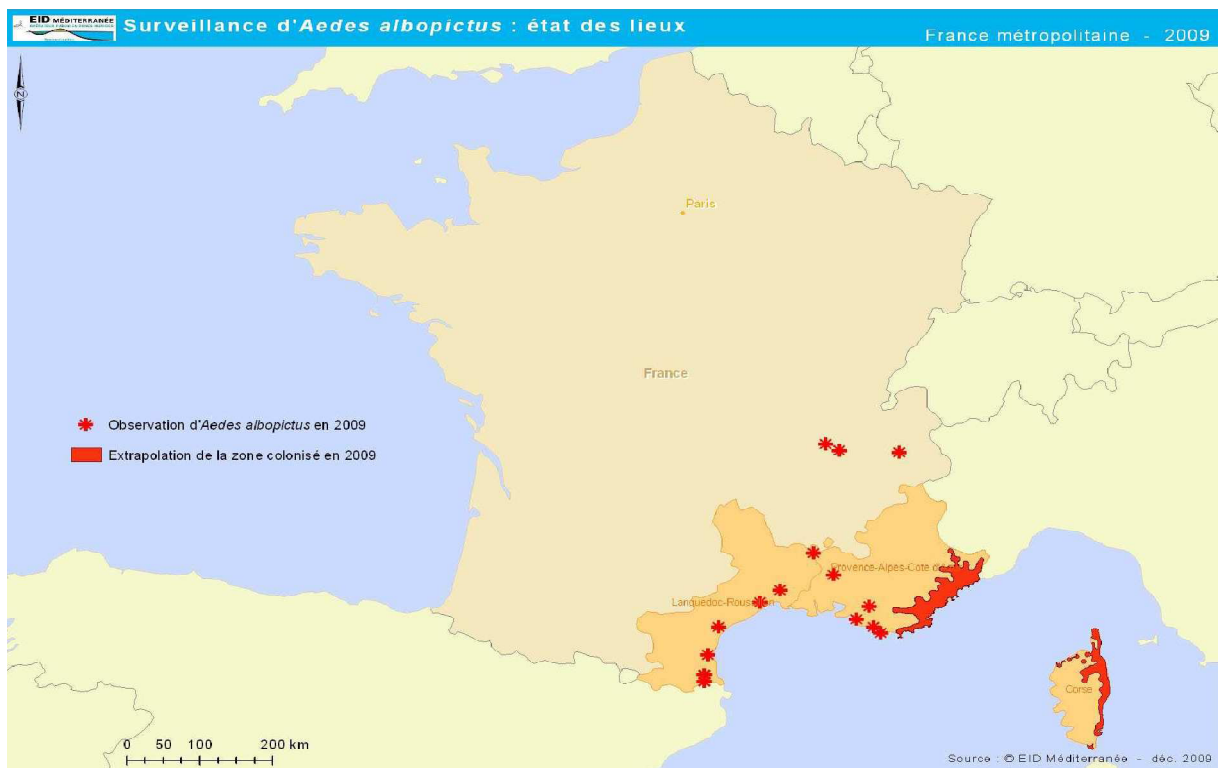 EID MÉDITERRANÉE
Surveillance d'Aedes albopictus : état des lieux
France métropolitaine - 2009
N
Paris
France
Observation d'Aedes albopictus en 2009
Extrapolation de la zone colonisé en 2009
Provence-Alpes-Cote
Languedoc-Roussillon
Corse
0 50 100 200 km
Source : © EID Méditerranée - déc. 2009